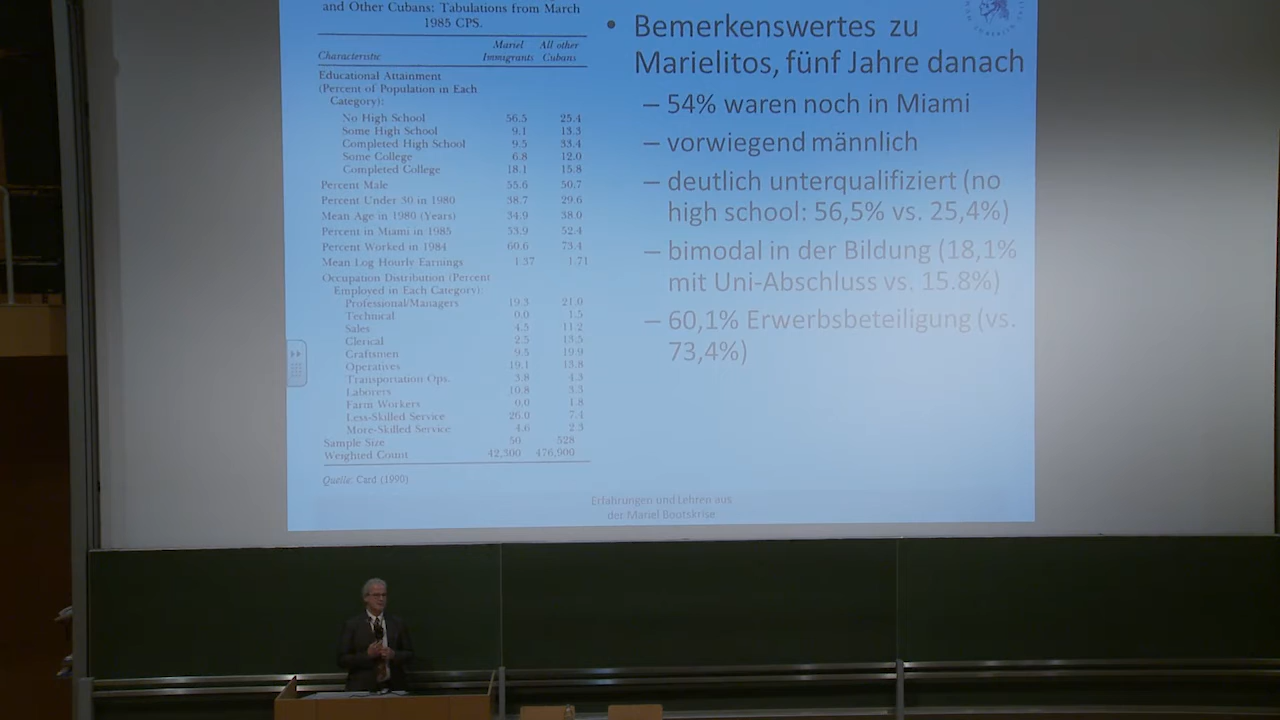 and Other Cubans: Tabulations from March
1985 CPS.
Characteristic Mariel Immigrants All other Cubans
Educational Attainment
(Percent of Population in Each
Category):
No High School 56.5 25.4
Some High School 9.1 13.3
Completed High School 9.5 33.4
Some College 6.8 12.0
Completed College 18.1 15.8
Percent Male 55.6 50.7
Percent Under 30 in 1980 38.7 29.6
Mean Age in 1980 (Years) 34.9 38.0
Percent in Miami in 1985 53.9 52.4
Percent Worked in 1984 60.6 73.4
Mean Log Hourly Earnings 1.37 1.71
Occupation Distribution (Percent
Employed in Each Category):
Professional/Managers 19.3 21.0
Technical 0.0 1.5
Sales 4.5 11.2
Clerical 2.5 13.5
Craftsmen 9.5 19.9
Operatives 19.1 13.8
Transportation Ops. 3.8 4.3
Laborers 10.8 3.3
Farm Workers 0.0 1.8
Less-Skilled Service 26.0 7.4
More-Skilled Service 4.6 2.3
Sample Size 50 528
Weighted Count 42,300 476,900
Quelle: Card (1990)
• Bemerkenswertes zu
Marielitos, fünf Jahre danach
– 54% waren noch in Miami
– vorwiegend männlich
– deutlich unterqualifiziert (no
high school: 56,5% vs. 25,4%)
– bimodal in der Bildung (18,1%
mit Uni-Abschluss vs. 15.8%)
– 60,1% Erwerbsbeteiligung (vs.
73,4%)
Erfahrungen und Lehren aus
der Mariel Bootskrise